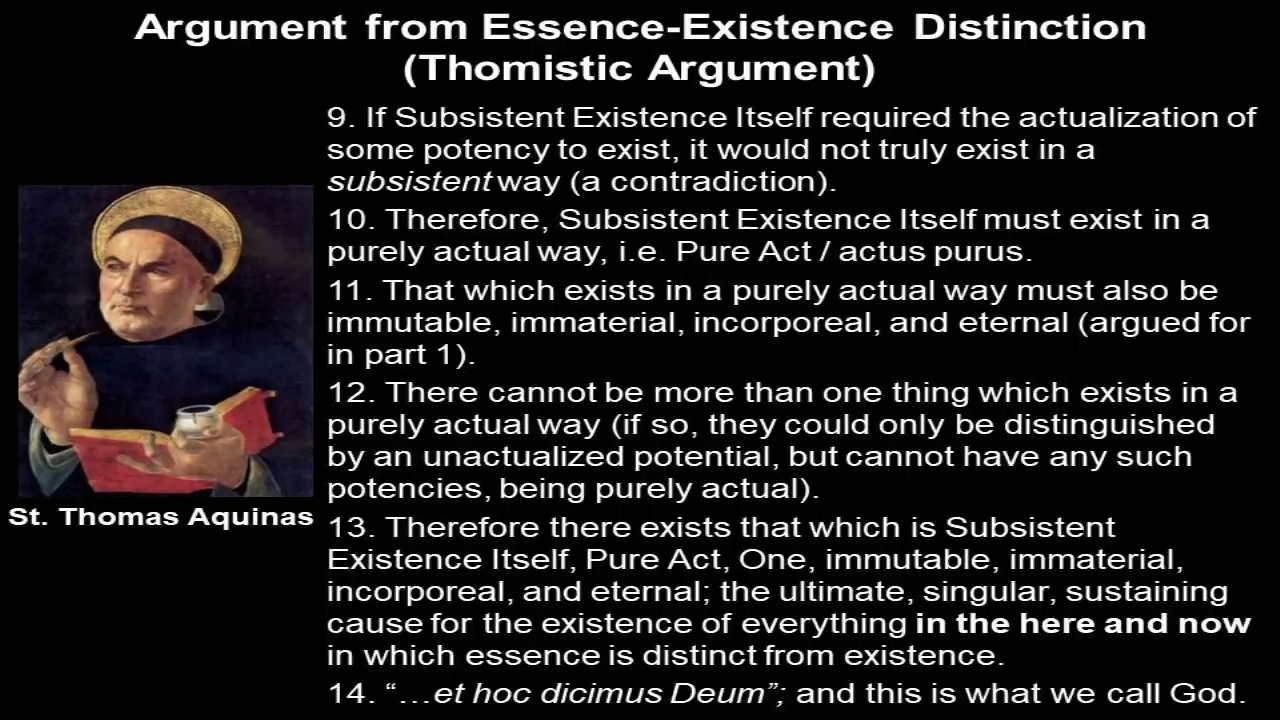 Argument from Essence-Existence Distinction
(Thomistic Argument)
9. If Subsistent Existence Itself required the actualization of
some potency to exist, it would not truly exist in a
subsistent way (a contradiction).
10. Therefore, Subsistent Existence Itself must exist in a
purely actual way, i.e. Pure Act / actus purus.
11. That which exists in a purely actual way must also be
immutable, immaterial, incorporeal, and eternal (argued for
in part 1).
12. There cannot be more than one thing which exists in a
purely actual way (if so, they could only be distinguished
by an unactualized potential, but cannot have any such
potencies, being purely actual).
St. Thomas Aquinas
13. Therefore there exists that which is Subsistent
Existence Itself, Pure Act, One, immutable, immaterial,
incorporeal, and eternal; the ultimate, singular, sustaining
cause for the existence of everything in the here and now
in which essence is distinct from existence.
14. “…et hoc dicimus Deum”; and this is what we call God.